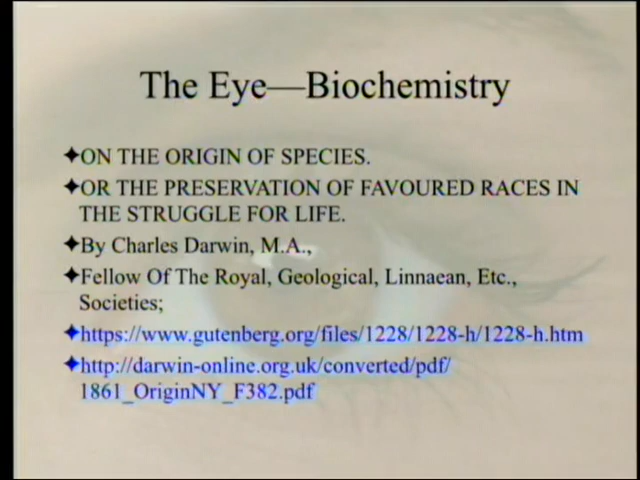 The Eye—Biochemistry
✦ON THE ORIGIN OF SPECIES.
✦OR THE PRESERVATION OF FAVOURED RACES IN
THE STRUGGLE FOR LIFE.
✦By Charles Darwin, M.A.,
✦Fellow Of The Royal, Geological, Linnaean, Etc.,
Societies;
✦https://www.gutenberg.org/files/1228/1228-h/1228-h.htm
✦http://darwin-online.org.uk/converted/pdf/
1861_OriginNY_F382.pdf